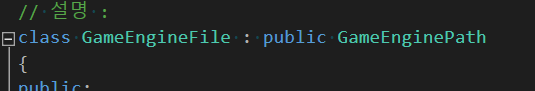 // 설명 :
class GameEngineFile : public GameEnginePath
{
public: